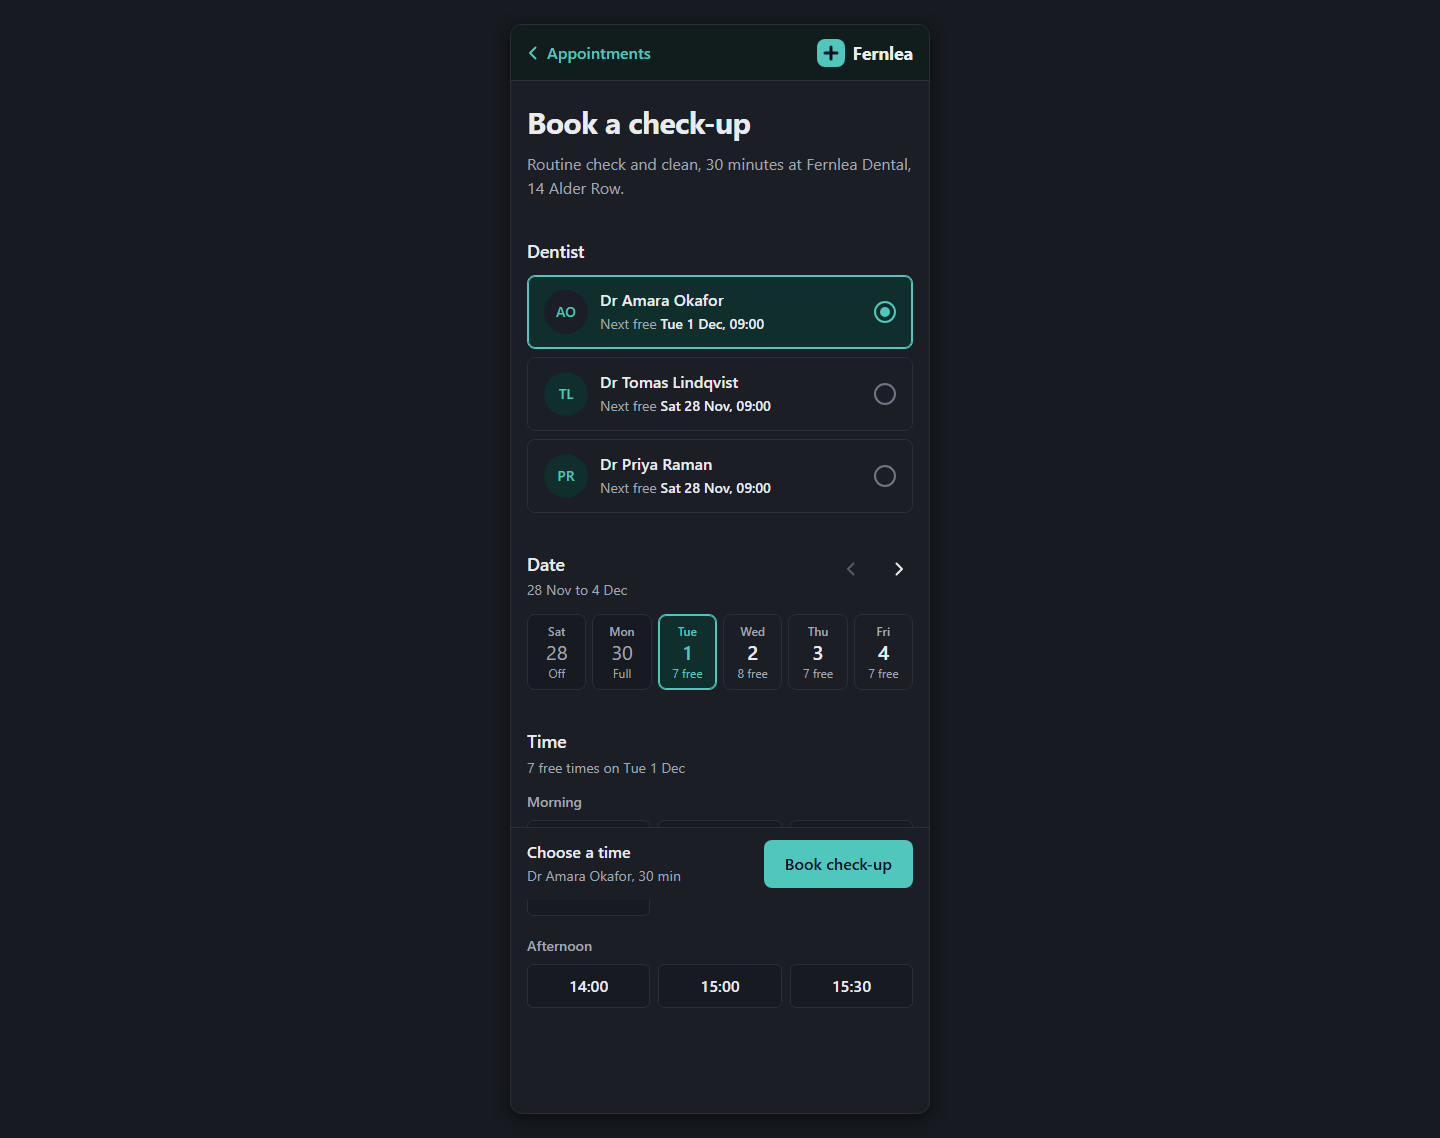 Appointments
Fernlea
Book a check-up
Routine check and clean, 30 minutes at Fernlea Dental,
14 Alder Row.
Dentist
AO
Dr Amara Okafor
Next free Tue 1 Dec, 09:00
TL
Dr Tomas Lindqvist
Next free Sat 28 Nov, 09:00
PR
Dr Priya Raman
Next free Sat 28 Nov, 09:00
Date
28 Nov to 4 Dec
Sat Mon Tue Wed Thu Fri
28 30 1 2 3 4
Off Full 7 free 8 free 7 free 7 free
Time
7 free times on Tue 1 Dec
Morning
Choose a time
Dr Amara Okafor, 30 min
Book check-up
Afternoon
14:00 15:00 15:30